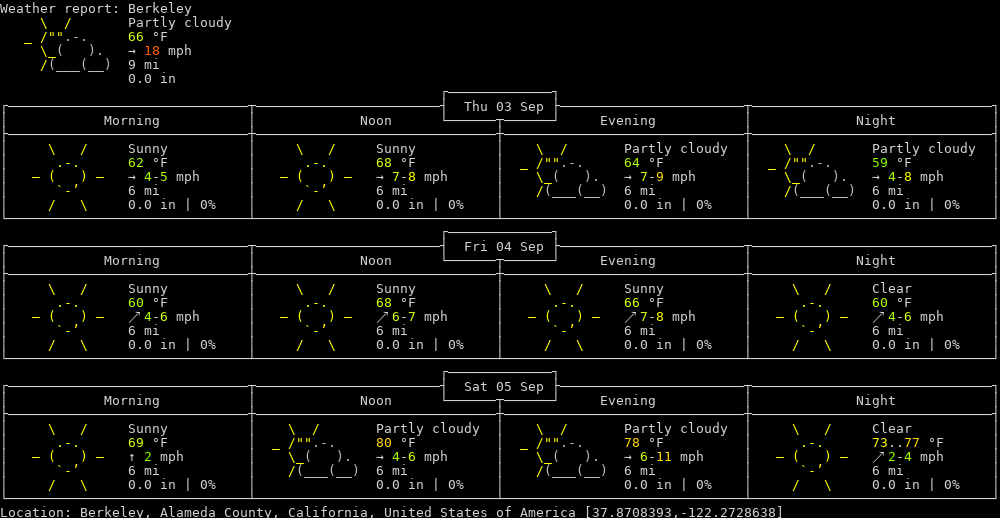 Weather report: Berkeley
Partly cloudy
66 °F
→ 18 mph
9 mi
0.0 in
Thu 03 Sep
Morning Noon Evening Night
Sunny Sunny Partly cloudy Partly cloudy
62 °F 68 °F 64 °F 59 °F
→ 4-5 mph → 7-8 mph → 7-9 mph → 4-8 mph
6 mi 6 mi 6 mi 6 mi
0.0 in | 0% 0.0 in | 0% 0.0 in | 0% 0.0 in | 0%
Fri 04 Sep
Morning Noon Evening Night
Sunny Sunny Sunny Clear
60 °F 68 °F 66 °F 60 °F
↗ 4-6 mph ↗ 6-7 mph ↗ 7-8 mph ↗ 4-6 mph
6 mi 6 mi 6 mi 6 mi
0.0 in | 0% 0.0 in | 0% 0.0 in | 0% 0.0 in | 0%
Sat 05 Sep
Morning Noon Evening Night
Sunny Partly cloudy Partly cloudy Clear
69 °F 80 °F 78 °F 73..77 °F
↑ 2 mph → 4-6 mph → 6-11 mph ↗ 2-4 mph
6 mi 6 mi 6 mi 6 mi
0.0 in | 0% 0.0 in | 0% 0.0 in | 0% 0.0 in | 0%
Location: Berkeley, Alameda County, California, United States of America [37.8708393,-122.2728638]